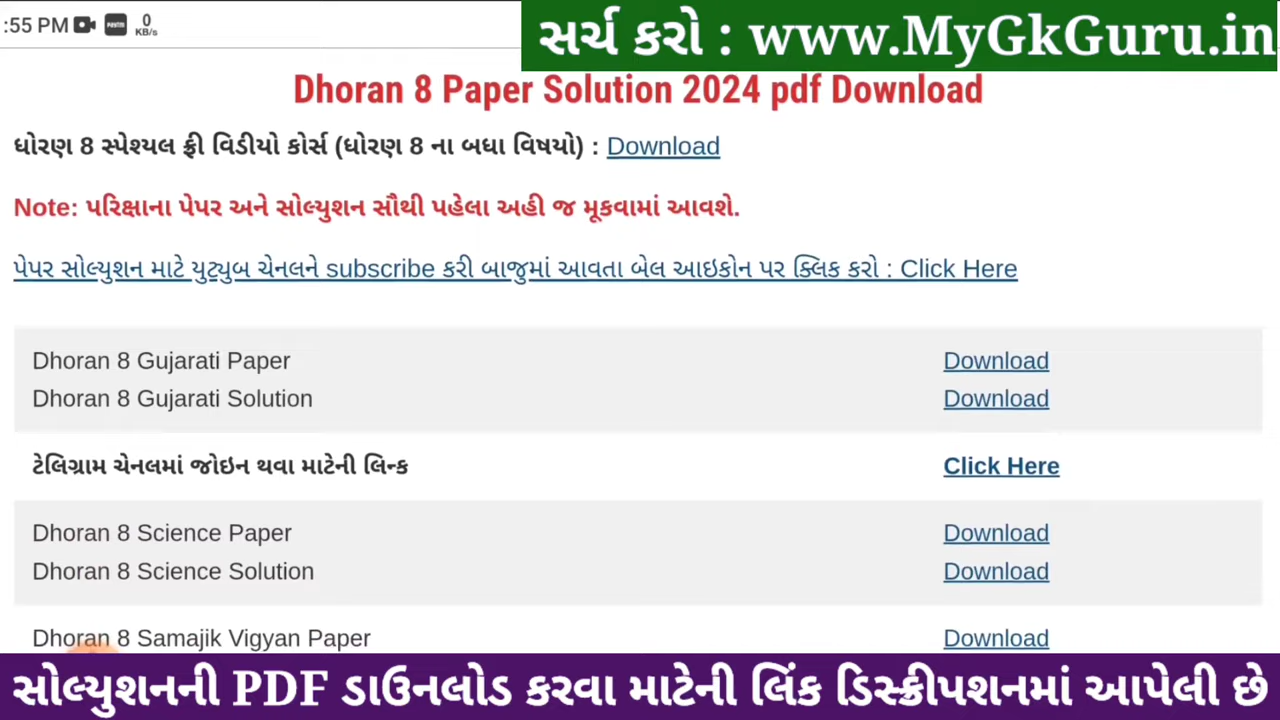 :55 PM 0 KB/s
સર્ચ કરો : www.MyGkGuru.in
Dhoran 8 Paper Solution 2024 pdf Download
ધોરણ 8 સ્પેશ્યલ ફ્રી વિડીયો કોર્સ (ધોરણ 8 ના બધા વિષયો) : Download
Note: પરિક્ષાના પેપર અને સોલ્યુશન સૌથી પહેલા અહી જ મૂકવામાં આવશે.
પેપર સોલ્યુશન માટે યુટ્યુબ ચેનલને subscribe કરી બાજુમાં આવતા બેલ આઇકોન પર ક્લિક કરો : Click Here
Dhoran 8 Gujarati Paper Download
Dhoran 8 Gujarati Solution Download
ટેલિગ્રામ ચેનલમાં જોઇન થવા માટેની લિન્ક Click Here
Dhoran 8 Science Paper Download
Dhoran 8 Science Solution Download
Dhoran 8 Samajik Vigyan Paper Download
સોલ્યુશનની PDF ડાઉનલોડ કરવા માટેની લિંક ડિસ્ક્રીપશનમાં આપેલી છે